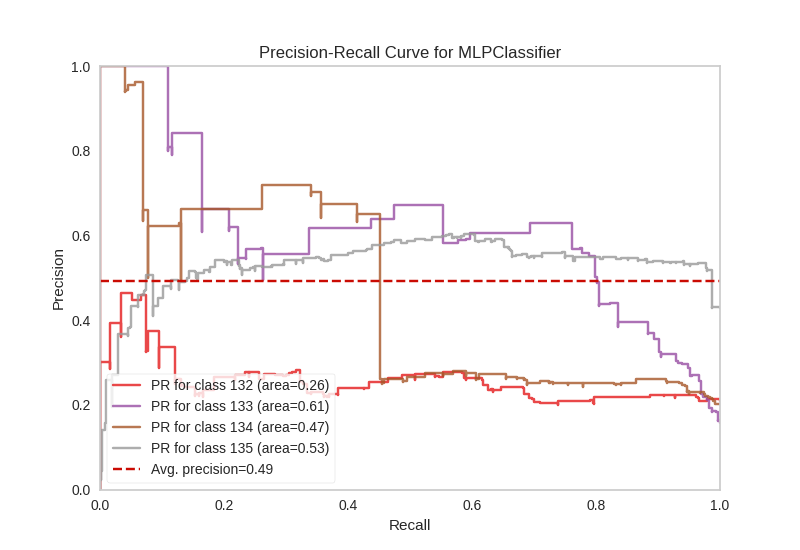 Precision-Recall Curve for MLPClassifier
1.0
0.8
0.6
0.4
0.2
0.0
Precision
PR for class 132 (area=0.26)
PR for class 133 (area=0.61)
PR for class 134 (area=0.47)
PR for class 135 (area=0.53)
Avg. precision=0.49
0.0 0.2 0.4 0.6 0.8 1.0
Recall